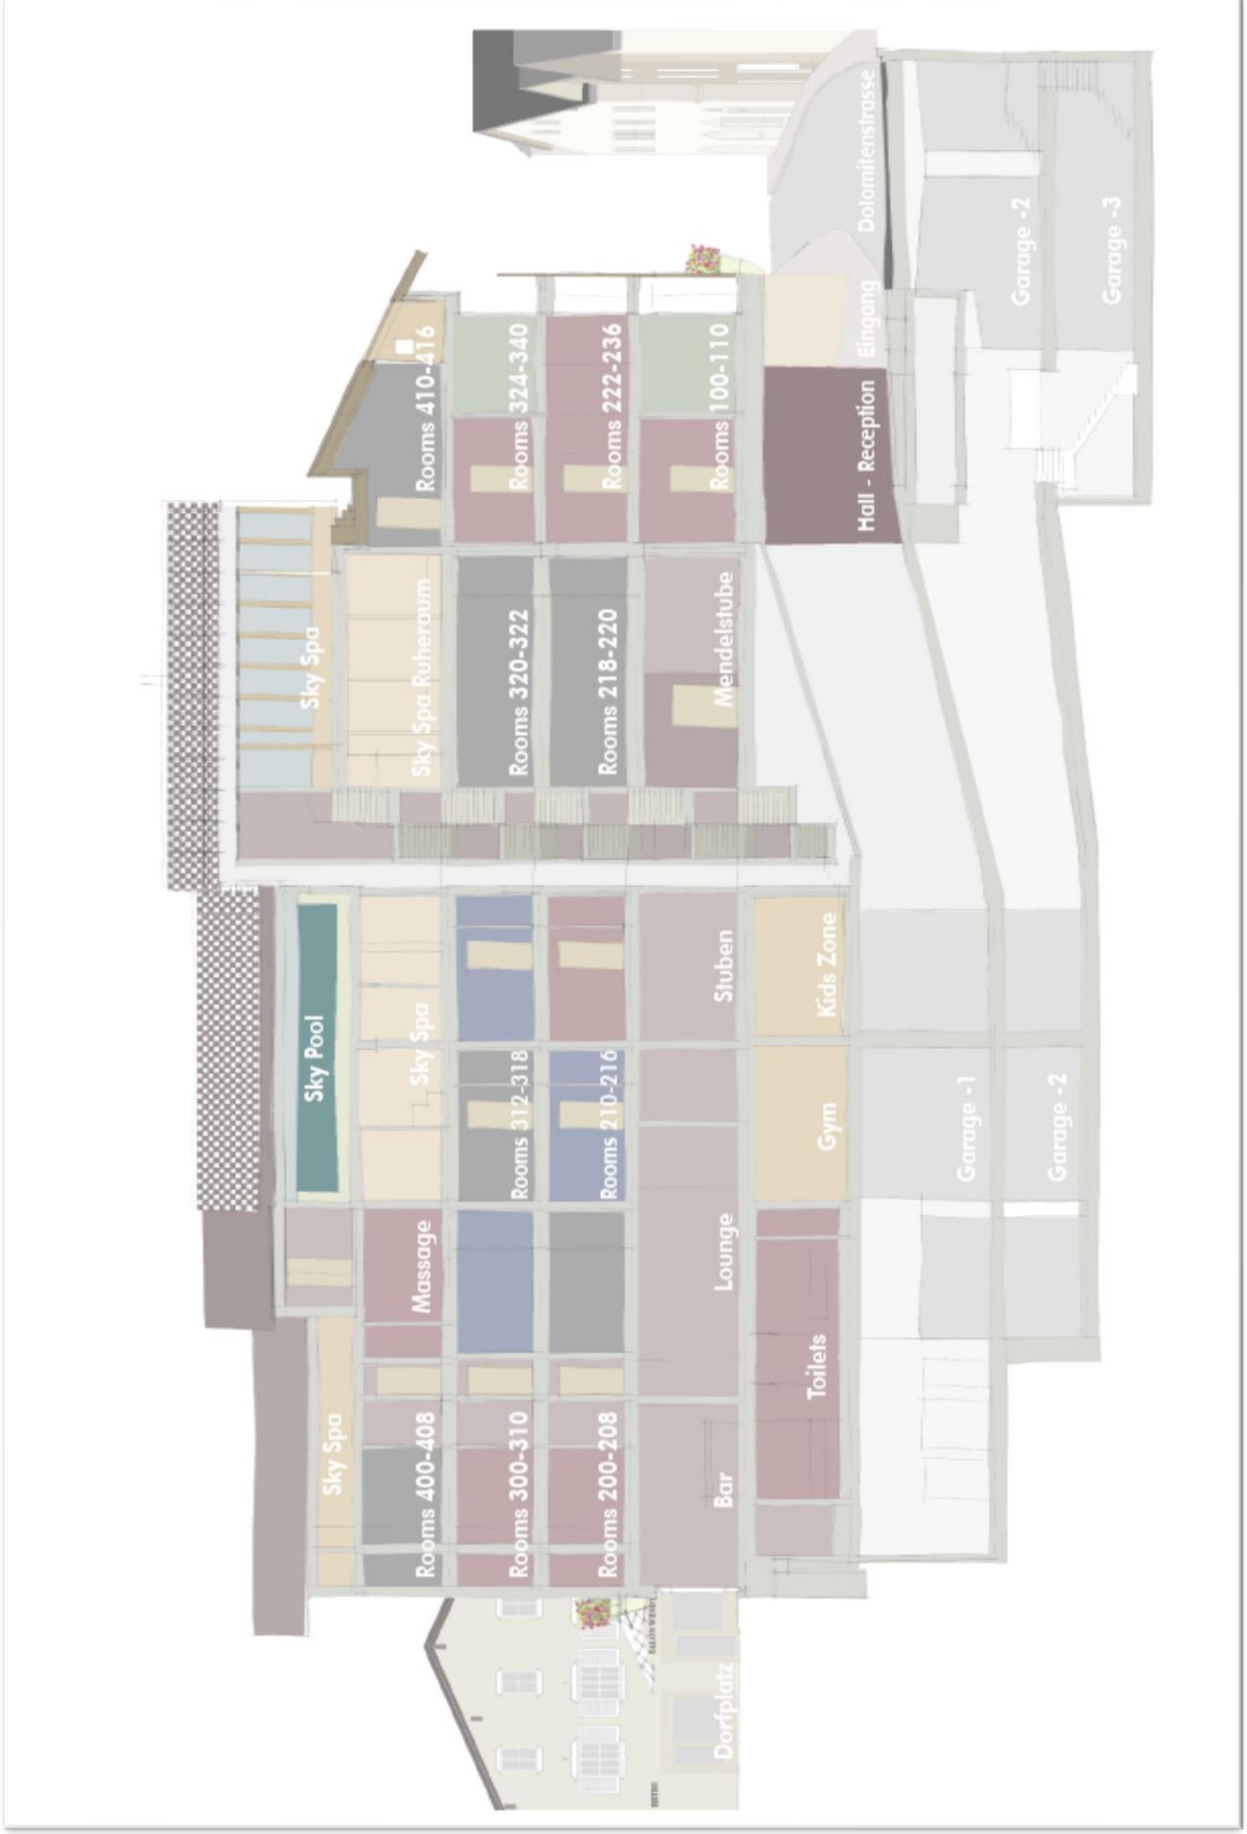 Sky Spa
Sky Pool
Sky Spa
Rooms 400-408
Massage
Sky Spa
Sky Spa Ruheraum
Rooms 410-416
Rooms 300-310
Rooms 312-318
Rooms 320-322
Rooms 324-340
Rooms 200-208
Rooms 210-216
Rooms 218-220
Rooms 222-236
Dorfplatz
Bar
Lounge
Stuben
Mendelstube
Rooms 100-110
Toilets
Gym
Kids Zone
Hall - Reception
Eingang
Dolomitenstrasse
Garage -1
Garage -2
Garage -2
Garage -3
BISTRO